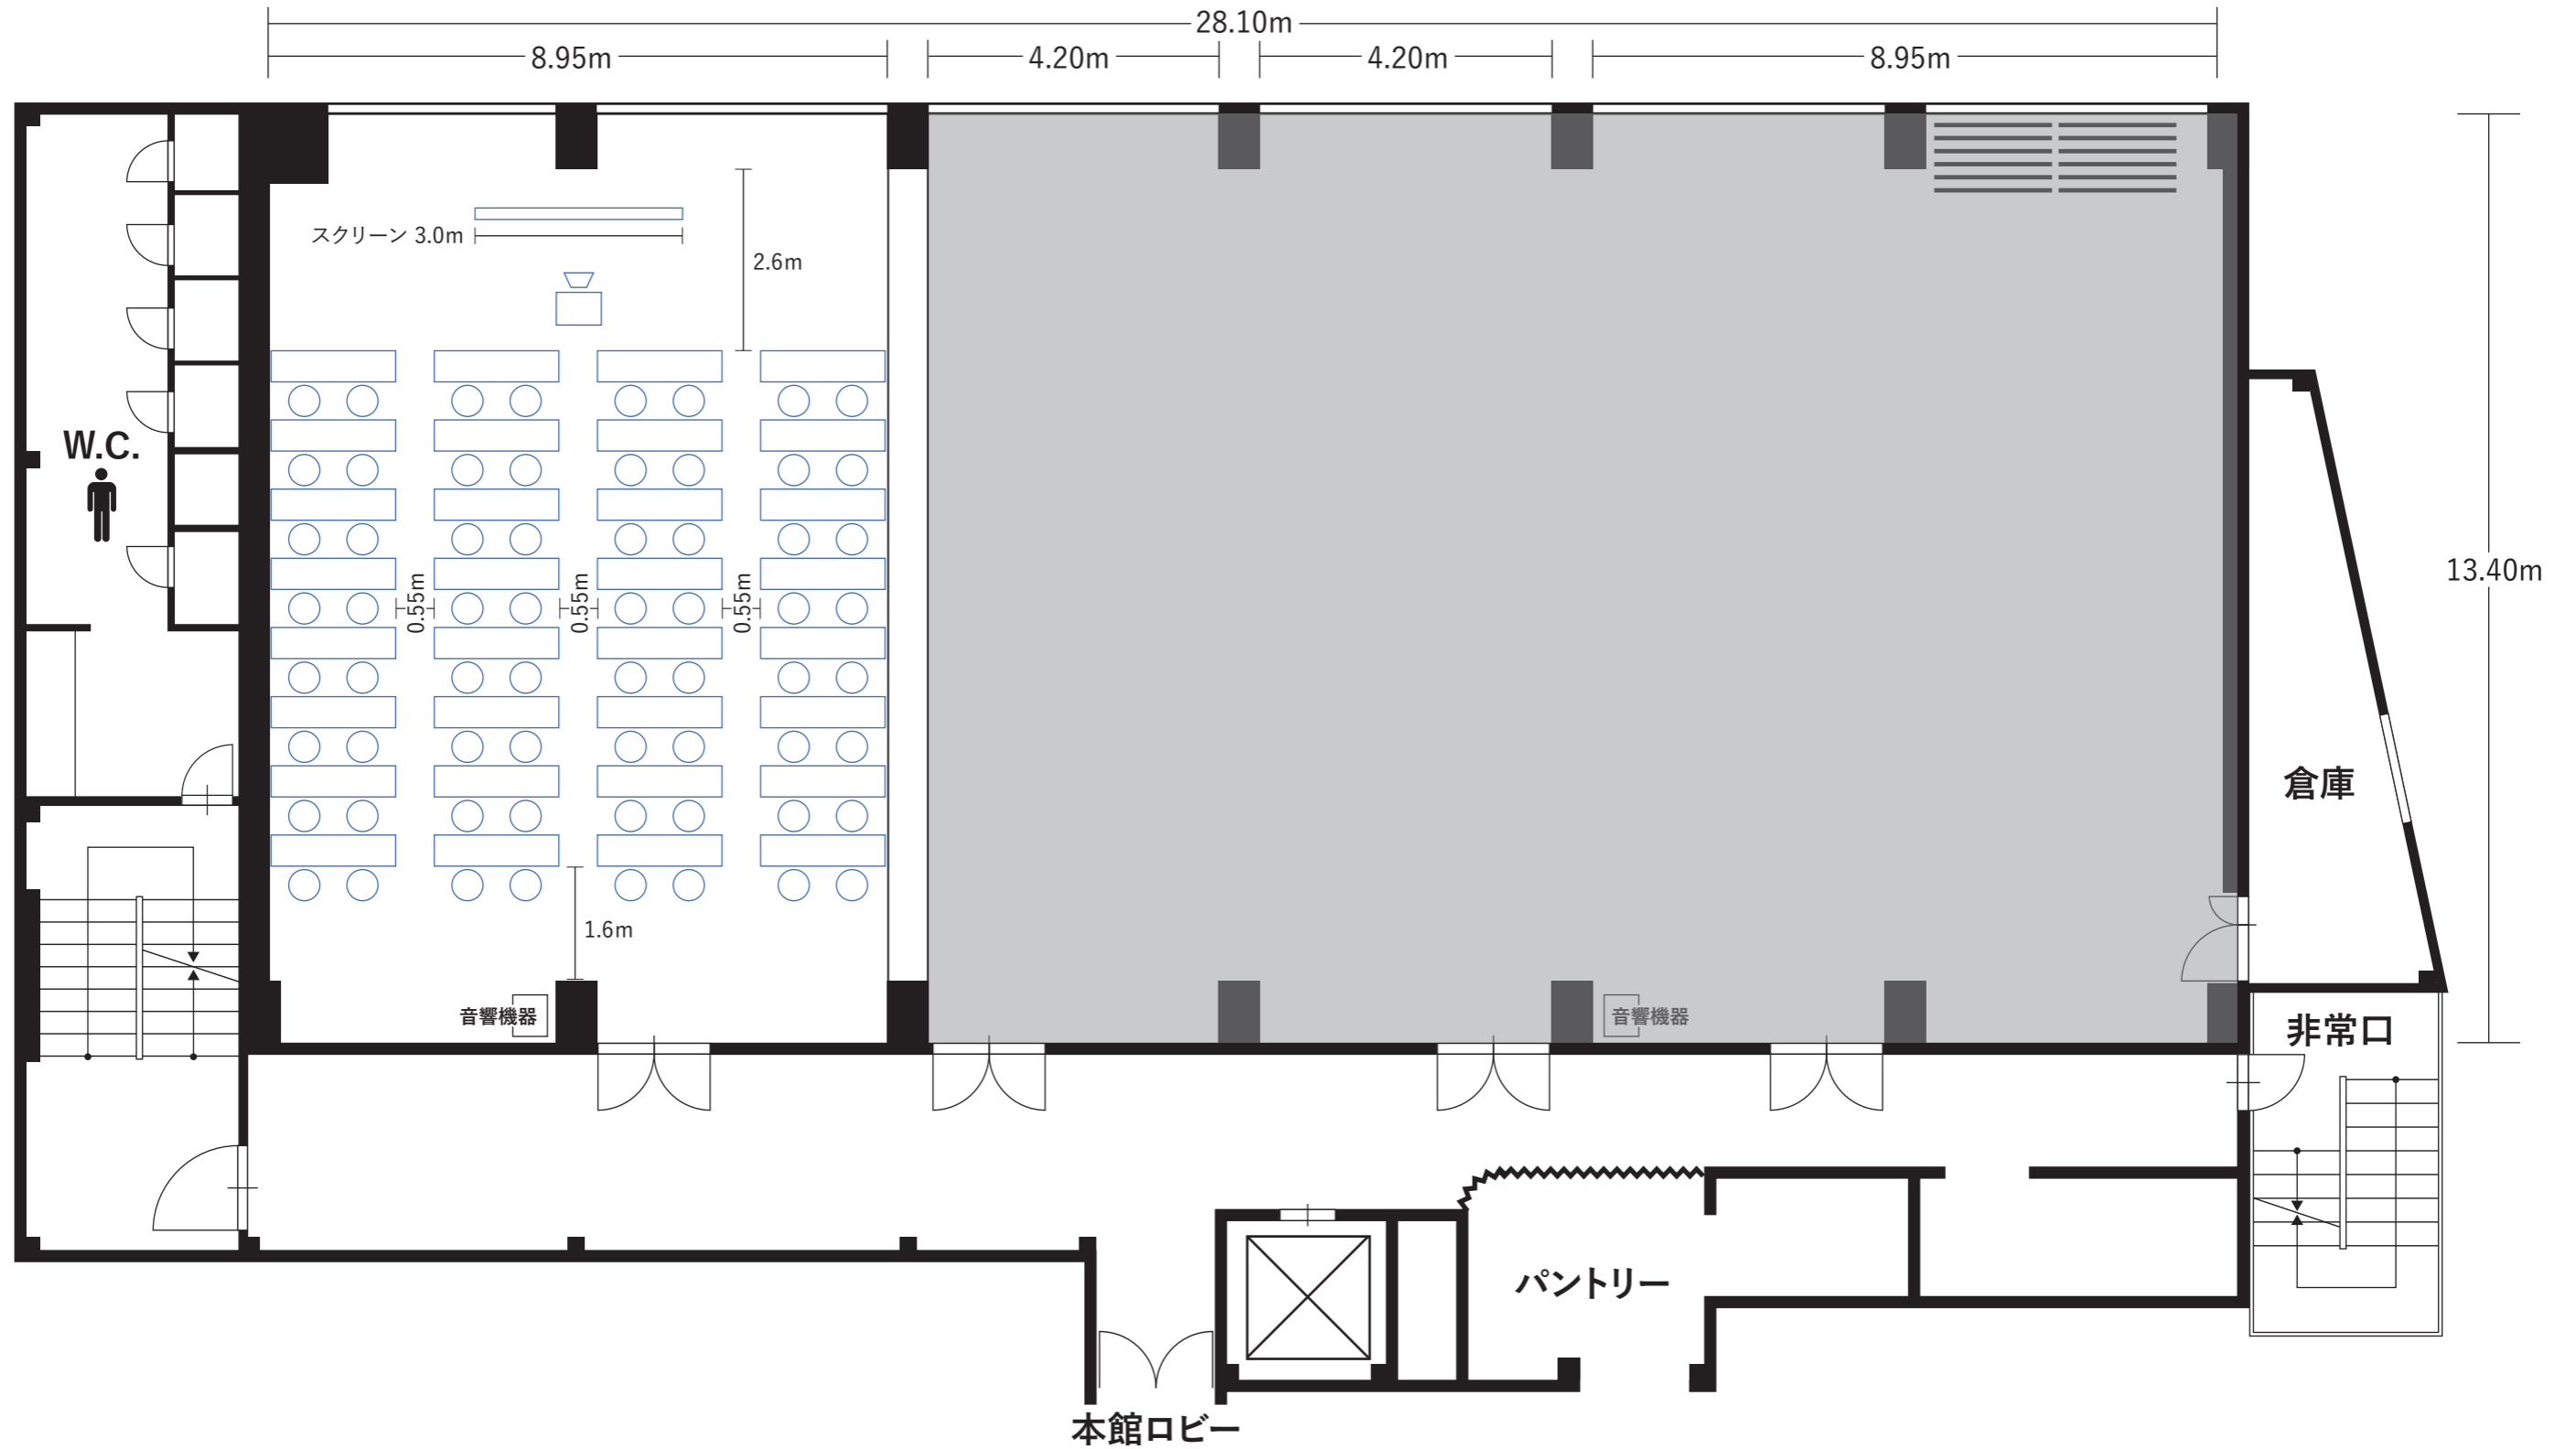 28.10m
8.95m
4.20m
4.20m
8.95m
スクリーン 3.0m
2.6m
W.C.
0.55m
0.55m
0.55m
13.40m
倉庫
1.6m
音響機器
音響機器
非常口
パントリー
本館ロビー